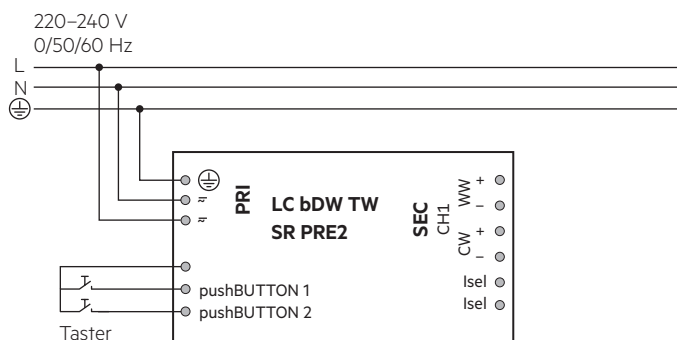 220–240 V
0/50/60 Hz
L
N
PRI
LC bDW TW
SR PRE2
SEC
CH1
WW
+
−
CW
+
−
≂
≂
Isel
Isel
pushBUTTON 1
pushBUTTON 2
Taster